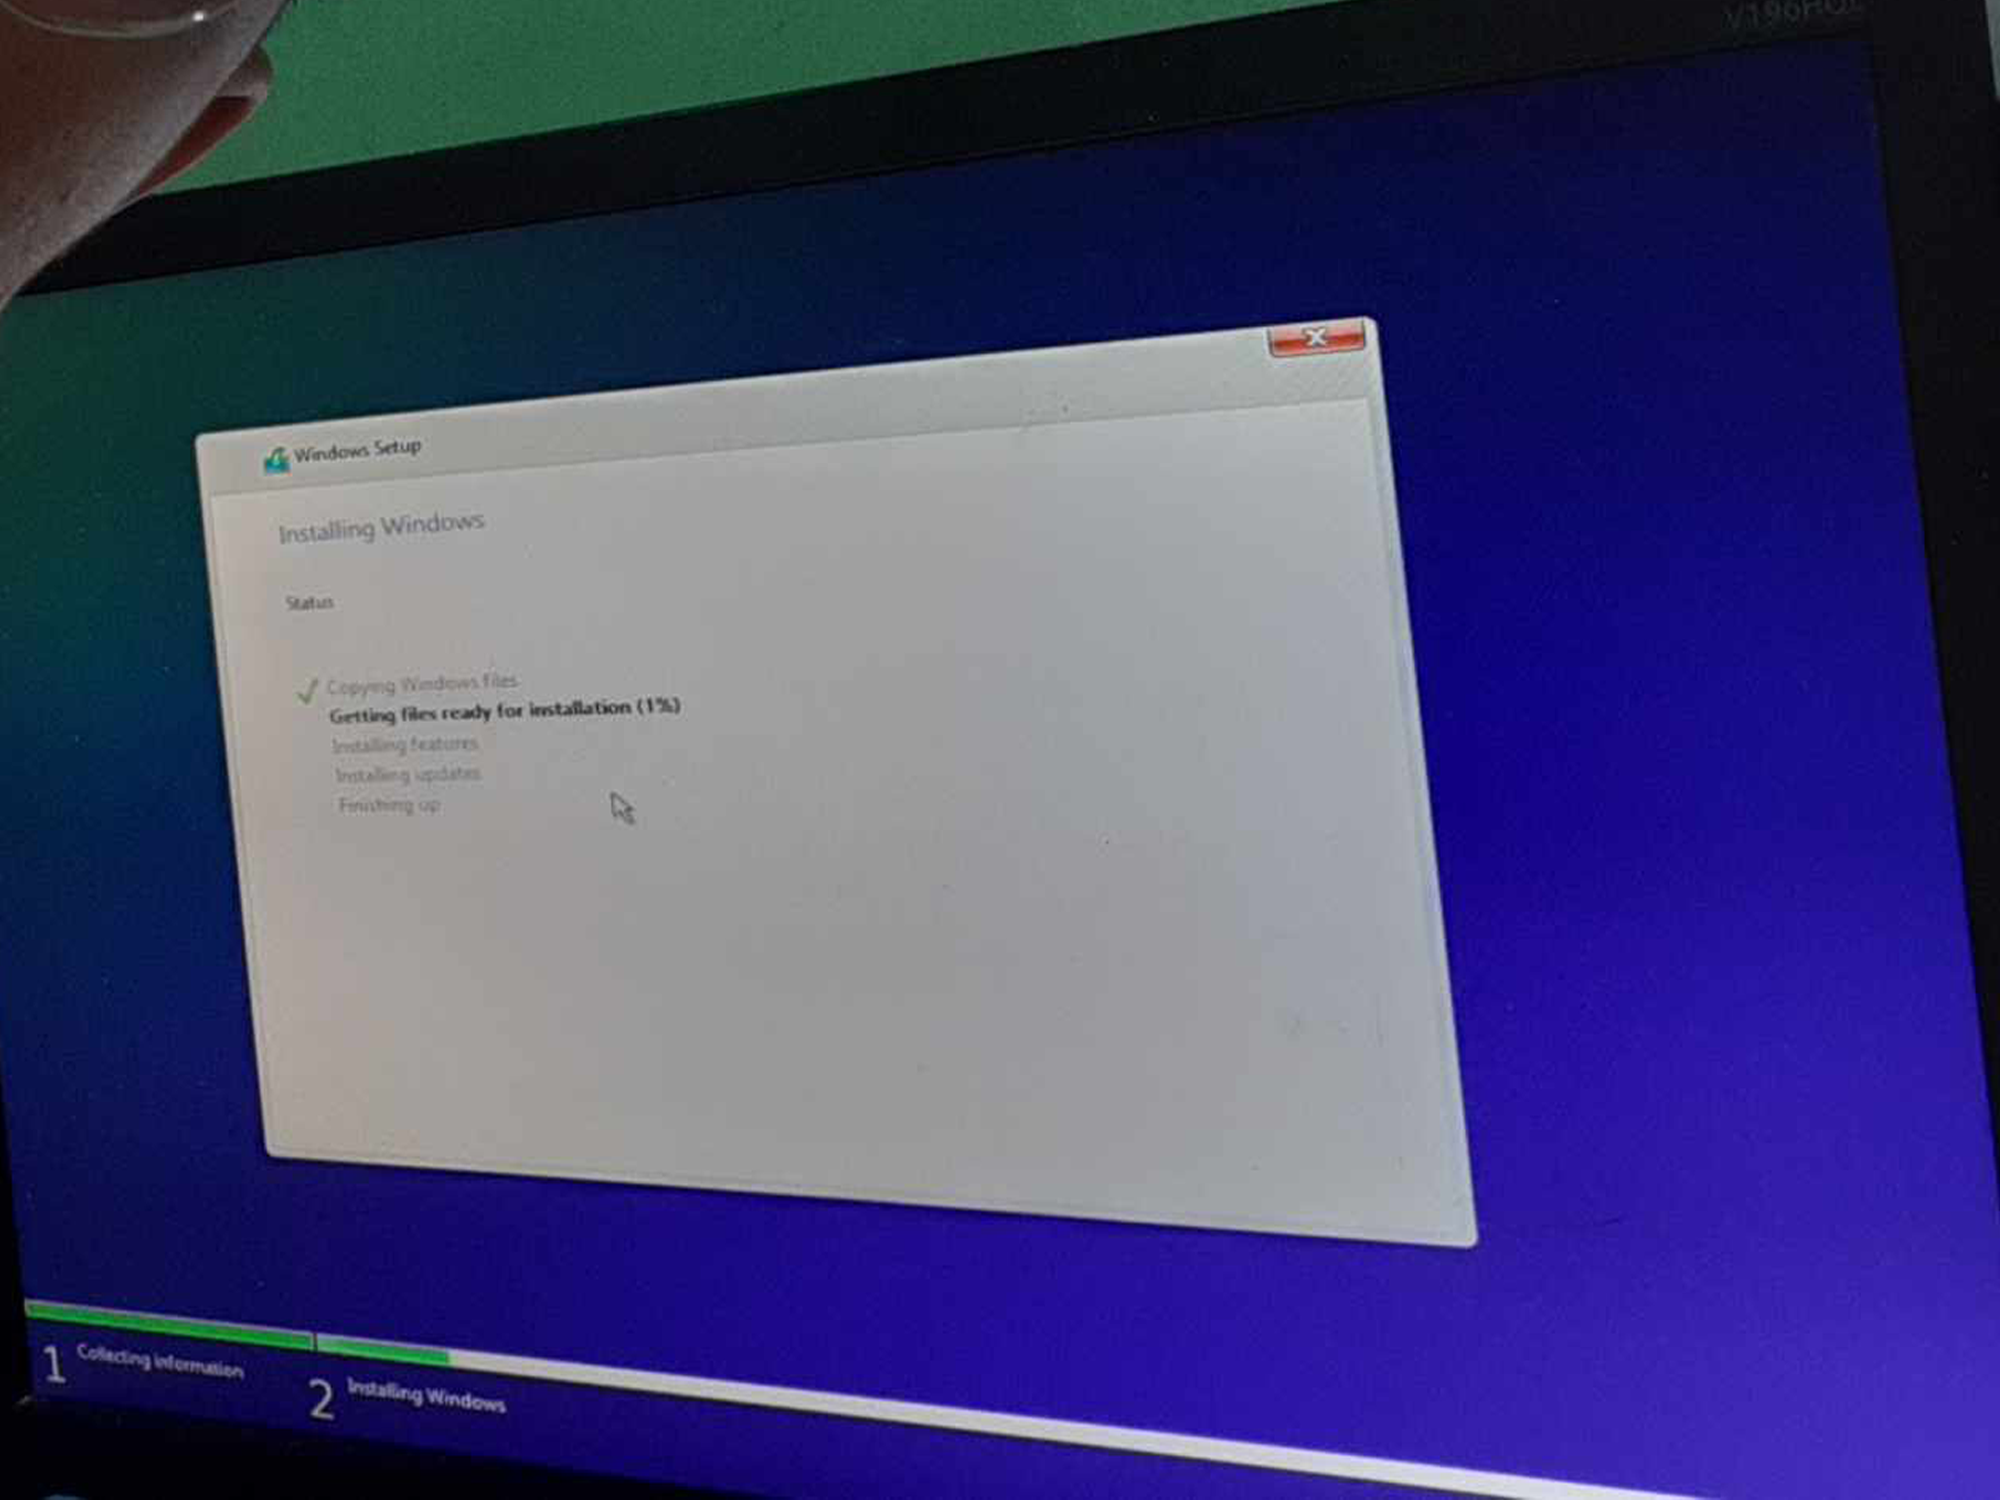 Windows Setup
Installing Windows
Status
Copying Windows files
Getting files ready for installation (1%)
Installing features
Installing updates
Finishing up
1 Collecting information
2 Installing Windows